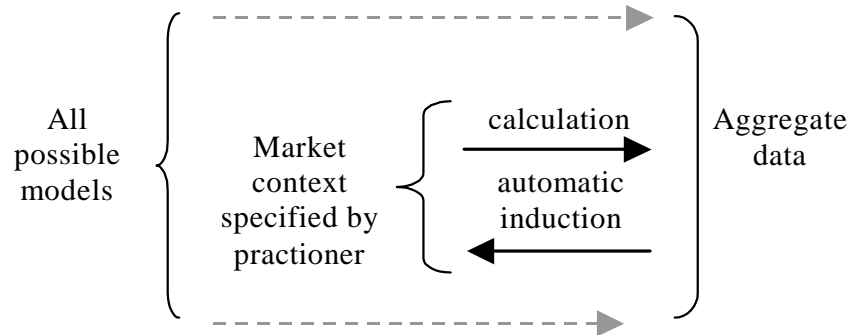 All
possible
models
Market
context
specified by
practioner
calculation
automatic
induction
Aggregate
data